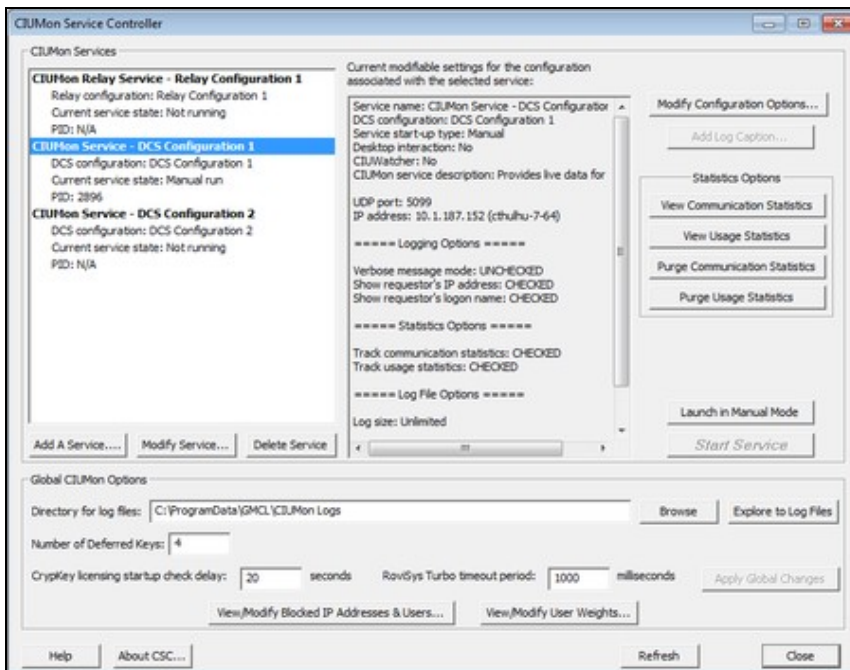 CIUMon Service Controller
CIUMon Services
CIUMon Relay Service - Relay Configuration 1
Relay configuration: Relay Configuration 1
Current service state: Not running
PID: N/A
CIUMon Service - DCS Configuration 1
DCS configuration: DCS Configuration 1
Current service state: Manual run
PID: 2896
CIUMon Service - DCS Configuration 2
DCS configuration: DCS Configuration 2
Current service state: Not running
PID: N/A
Add A Service....
Modify Service...
Delete Service
Current modifiable settings for the configuration
associated with the selected service:
Service name: CIUMon Service - DCS Configuration
DCS configuration: DCS Configuration 1
Service start-up type: Manual
Desktop interaction: No
CIUWatcher: No
CIUMon service description: Provides live data for
UDP port: 5099
IP address: 10.1.187.152 (cthulhu-7-64)
===== Logging Options =====
Verbose message mode: UNCHECKED
Show requestor's IP address: CHECKED
Show requestor's logon name: CHECKED
===== Statistics Options =====
Track communication statistics: CHECKED
Track usage statistics: CHECKED
===== Log File Options =====
Log size: Unlimited
Modify Configuration Options...
Add Log Caption...
Statistics Options
View Communication Statistics
View Usage Statistics
Purge Communication Statistics
Purge Usage Statistics
Launch in Manual Mode
Start Service
Global CIUMon Options
Directory for log files: C:\ProgramData\GMCL\CIUMon Logs
Browse
Explore to Log Files
Number of Deferred Keys: 4
CrypKey licensing startup check delay: 20 seconds
RoviSys Turbo timeout period: 1000 milliseconds
Apply Global Changes
View/Modify Blocked IP Addresses & Users...
View/Modify User Weights...
Help
About CSC...
Refresh
Close